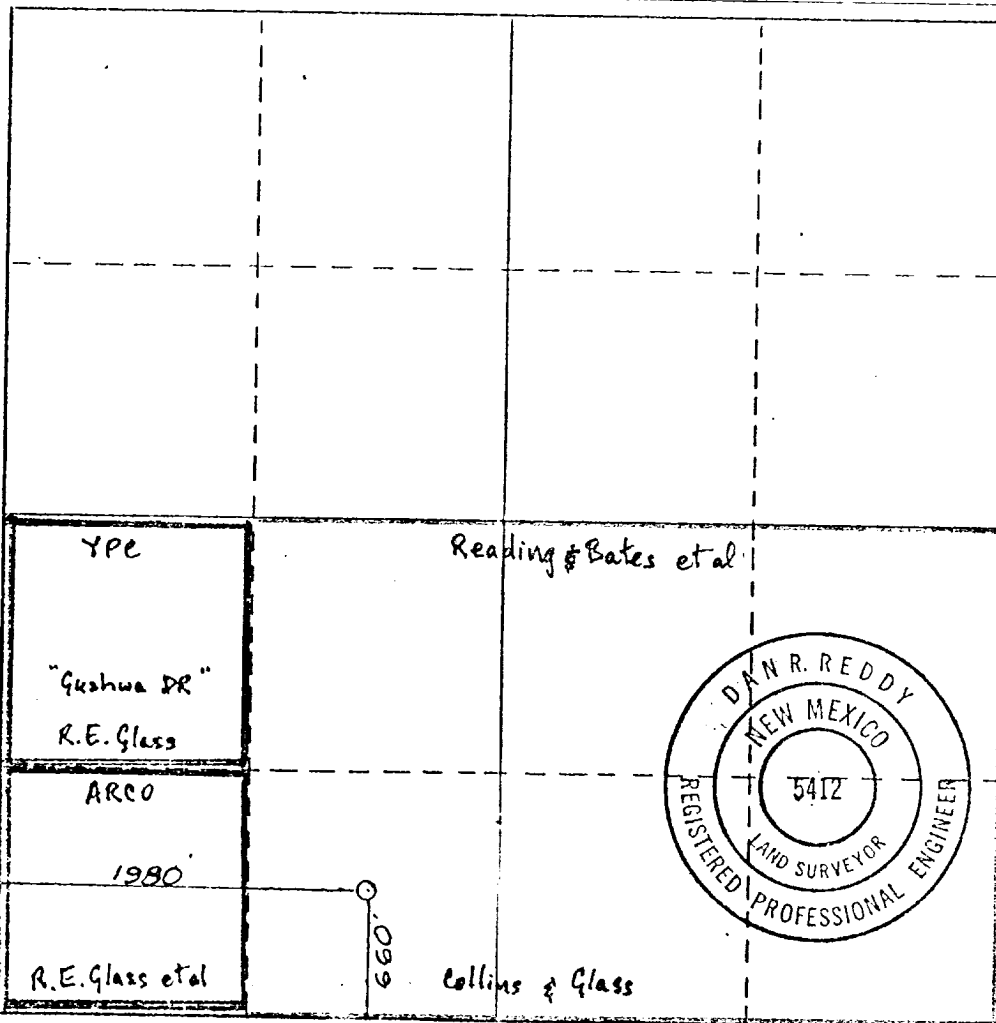 YPC
Reading & Bates et al
"Gushwa DR"
R.E. Glass
ARCO
1980'
660'
R.E. Glass et al
Collins & Glass
DAN R. REDDY
NEW MEXICO
5412
LAND SURVEYOR
REGISTERED PROFESSIONAL ENGINEER